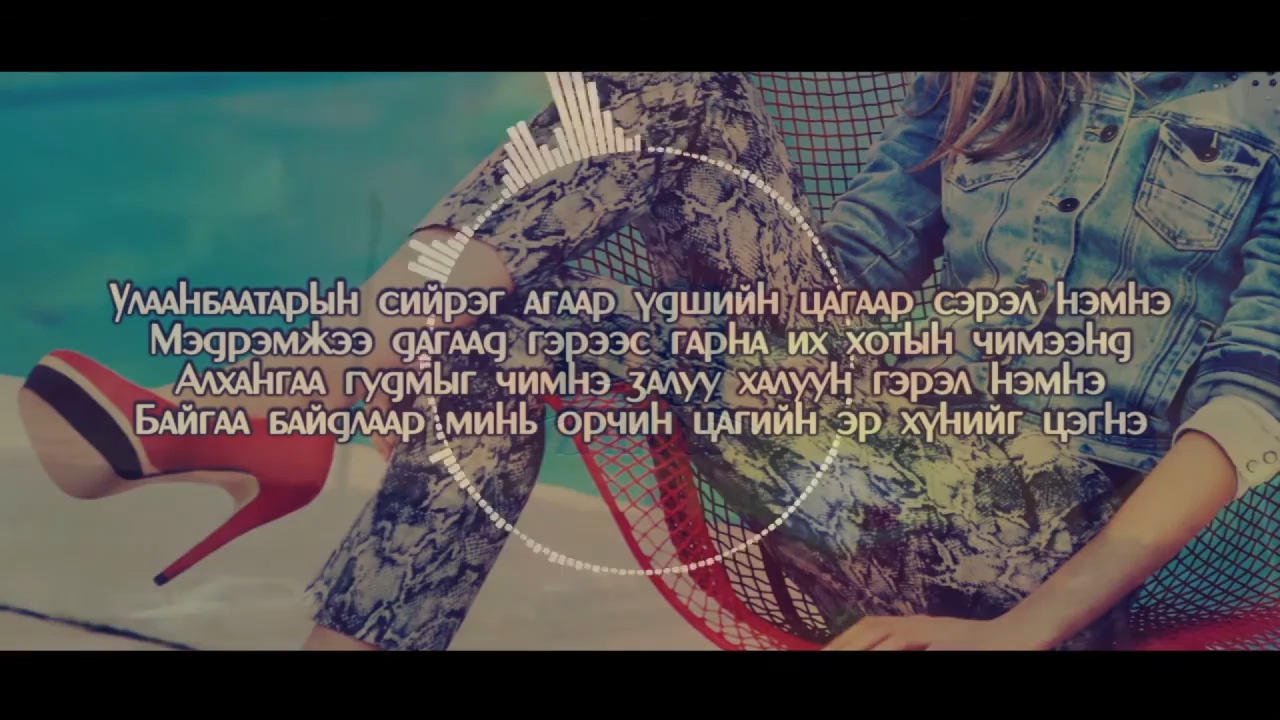 Улаанбаатарын сийрэг агаар үдшийн цагаар сэрэл нэмнэ
Мэдрэмжээ дагаад гэрээс гарна их хотын чимээнд
Алхангаа гудмыг чимнэ залуу халуун гэрэл нэмнэ
Байгаа байдлаар минь орчин цагийн эр хүнийг цэгнэ